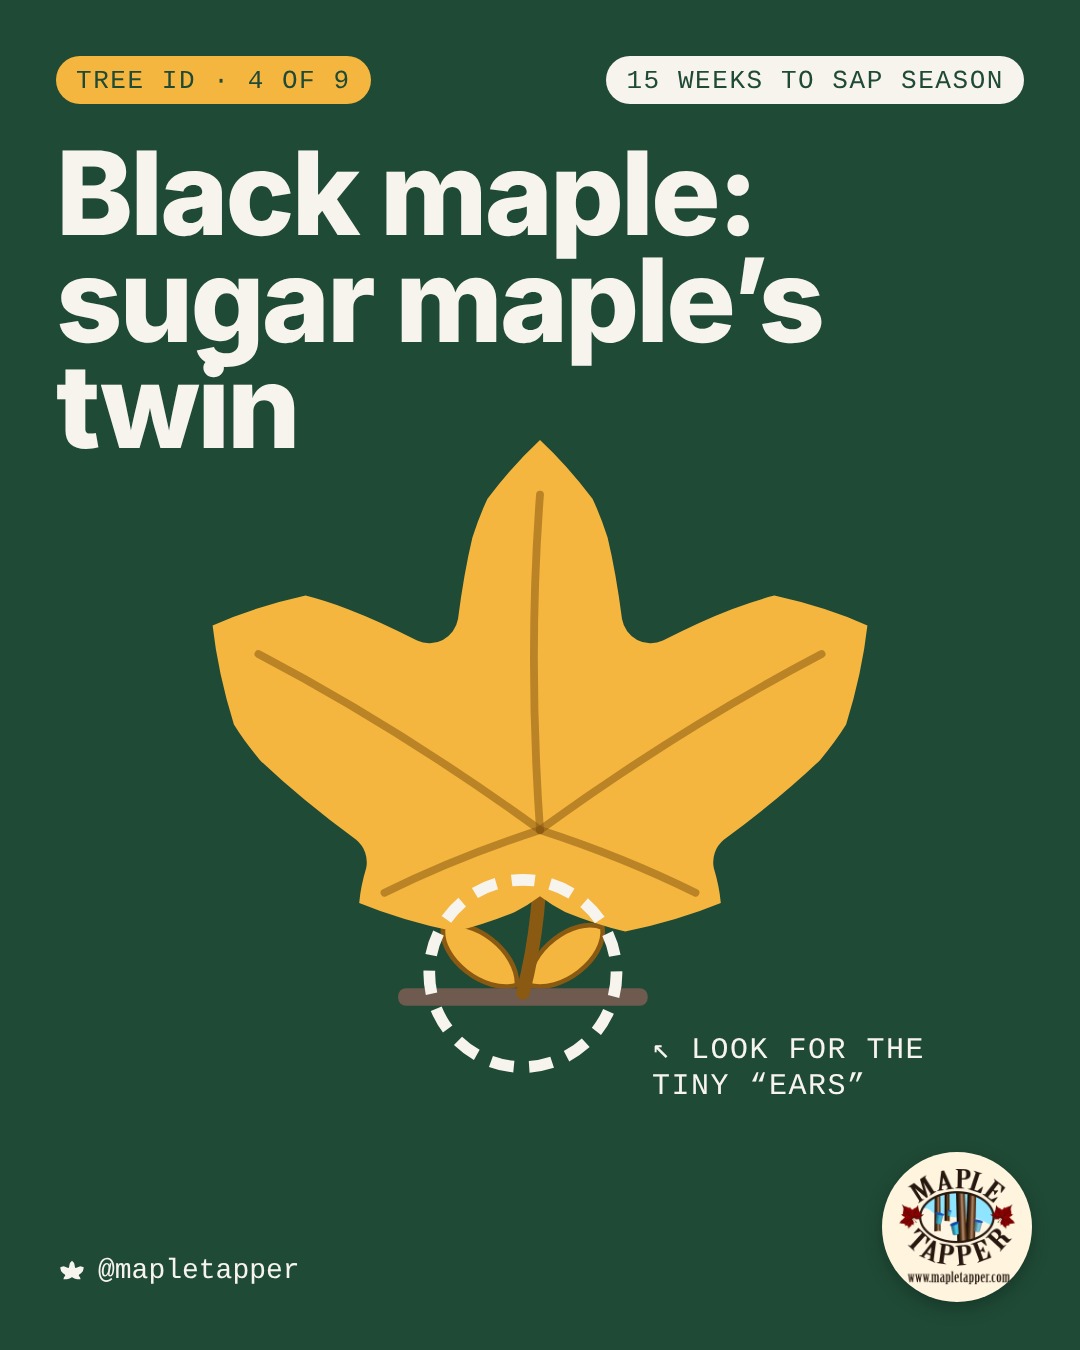 TREE ID · 4 OF 9
15 WEEKS TO SAP SEASON
Black maple:
sugar maple’s
twin
↖ LOOK FOR THE
TINY “EARS”
MAPLE
TAPPER
www.mapletapper.com
@mapletapper